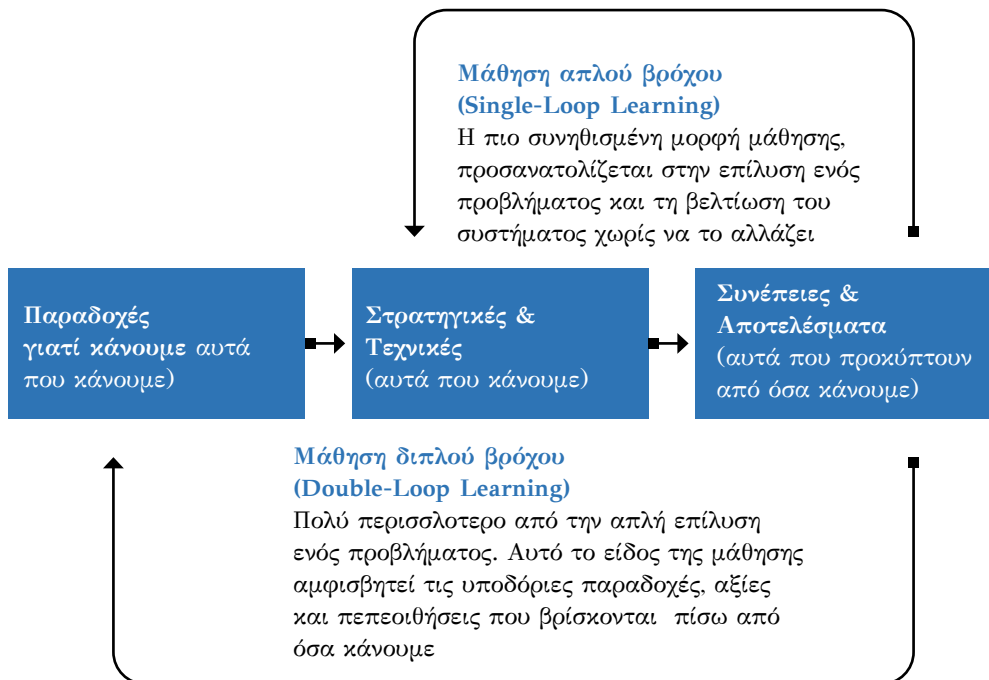 Μάθηση απλού βρόχου
(Single-Loop Learning)
Η πιο συνηθισμένη μορφή μάθησης,
προσανατολίζεται στην επίλυση ενός
προβλήματος και τη βελτίωση του
συστήματος χωρίς να το αλλάζει
Παραδοχές
γιατί κάνουμε αυτά
που κάνουμε)
Στρατηγικές &
Τεχνικές
(αυτά που κάνουμε)
Συνέπειες &
Αποτελέσματα
(αυτά που προκύπτουν
από όσα κάνουμε)
Μάθηση διπλού βρόχου
(Double-Loop Learning)
Πολύ περισσλοτερο από την απλή επίλυση
ενός προβλήματος. Αυτό το είδος της μάθησης
αμφισβητεί τις υποδόριες παραδοχές, αξίες
και πεπεοιθήσεις που βρίσκονται πίσω από
όσα κάνουμε